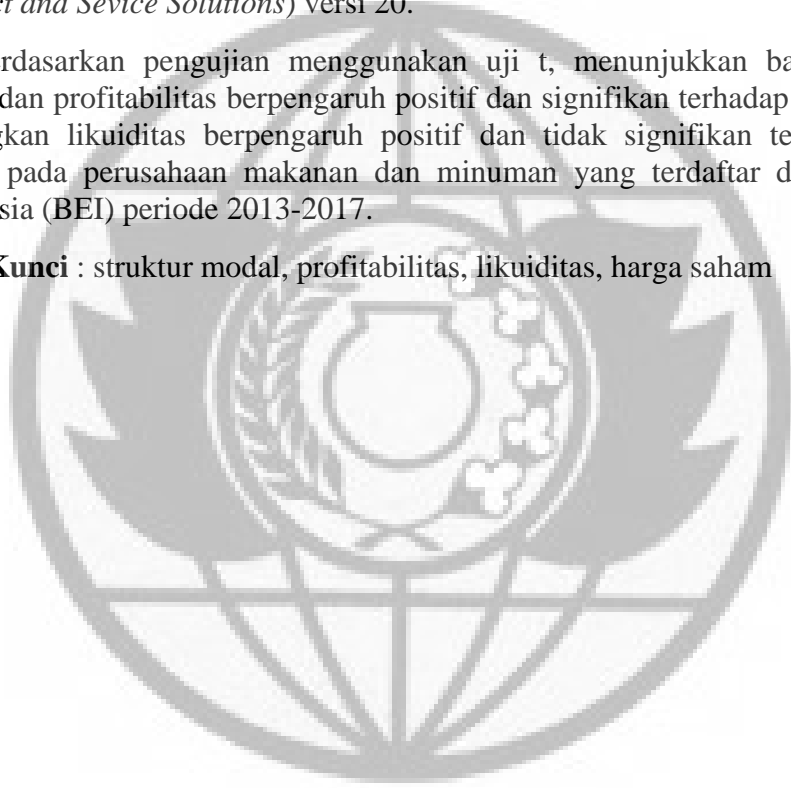 ct and Sevice Solutions) versi 20.
erdasarkan pengujian menggunakan uji t, menunjukkan ba
dan profitabilitas berpengaruh positif dan signifikan terhadap
gkan likuiditas berpengaruh positif dan tidak signifikan te
pada perusahaan makanan dan minuman yang terdaftar d
sia (BEI) periode 2013-2017.
Kunci : struktur modal, profitabilitas, likuiditas, harga saham